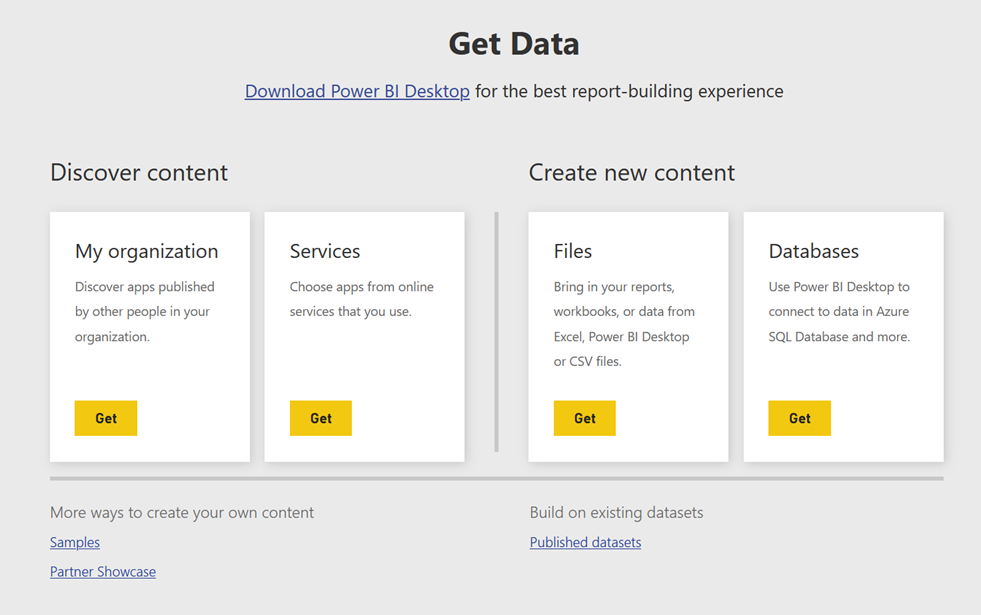 Get Data
Download Power BI Desktop for the best report-building experience
Discover content
My organization
Discover apps published
by other people in your
organization.
Get
Services
Choose apps from online
services that you use.
Get
Create new content
Files
Bring in your reports,
workbooks, or data from
Excel, Power BI Desktop
or CSV files.
Get
Databases
Use Power BI Desktop to
connect to data in Azure
SQL Database and more.
Get
More ways to create your own content
Samples
Partner Showcase
Build on existing datasets
Published datasets